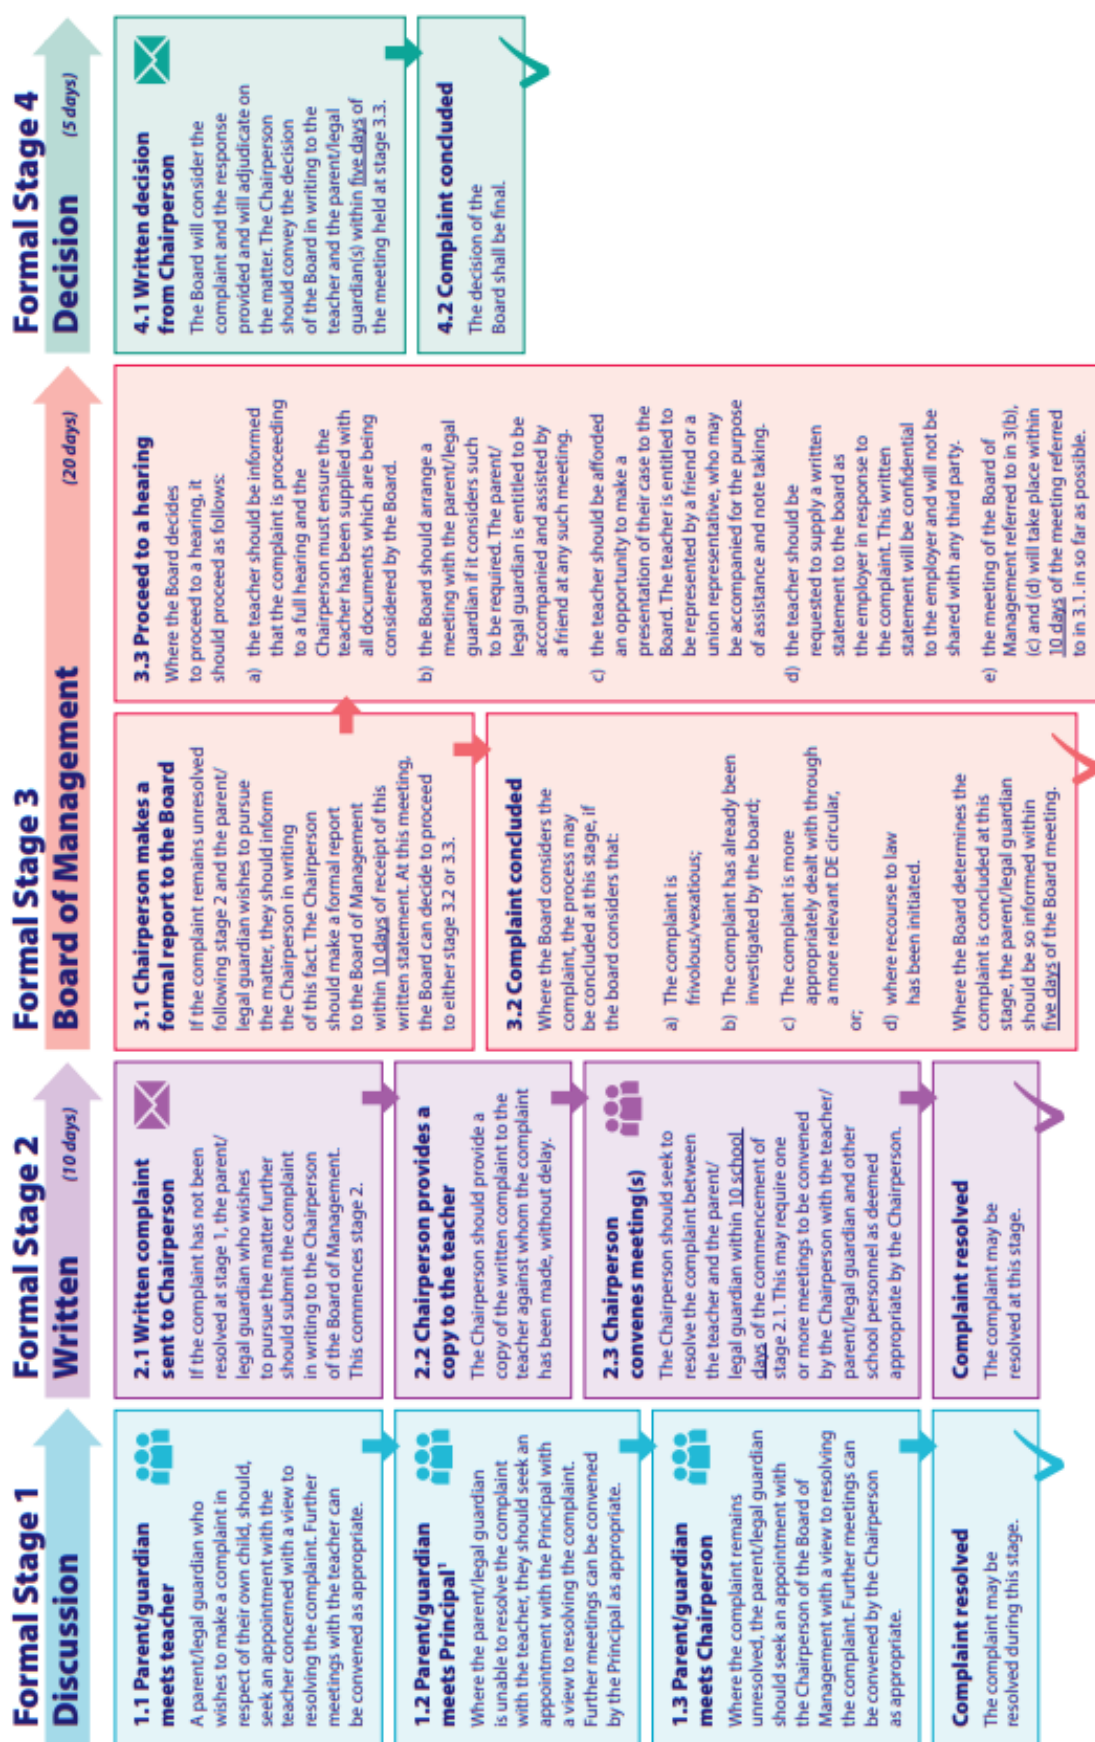 Formal Stage 1
Discussion
1.1 Parent/guardian
meets teacher
A parent/legal guardian who
wishes to make a complaint in
respect of their own child, should,
seek an appointment with the
teacher concerned with a view to
resolving the complaint. Further
meetings with the teacher can
be convened as appropriate.
1.2 Parent/guardian
meets Principal¹
Where the parent/legal guardian
is unable to resolve the complaint
with the teacher, they should seek an
appointment with the Principal with
a view to resolving the complaint.
Further meetings can be convened
by the Principal as appropriate.
1.3 Parent/guardian
meets Chairperson
Where the complaint remains
unresolved, the parent/legal guardian
should seek an appointment with
the Chairperson of the Board of
Management with a view to resolving
the complaint. Further meetings can
be convened by the Chairperson
as appropriate.
Complaint resolved
The complaint may be
resolved during this stage.
Formal Stage 2
Written (10 days)
2.1 Written complaint
sent to Chairperson
If the complaint has not been
resolved at stage 1, the parent/
legal guardian who wishes
to pursue the matter further
should submit the complaint
in writing to the Chairperson
of the Board of Management.
This commences stage 2.
2.2 Chairperson provides a
copy to the teacher
The Chairperson should provide a
copy of the written complaint to the
teacher against whom the complaint
has been made, without delay.
2.3 Chairperson
convenes meeting(s)
The Chairperson should seek to
resolve the complaint between
the teacher and the parent/
legal guardian within 10 school
days of the commencement of
stage 2.1. This may require one
or more meetings to be convened
by the Chairperson with the teacher/
parent/legal guardian and other
school personnel as deemed
appropriate by the Chairperson.
Complaint resolved
The complaint may be
resolved at this stage.
Formal Stage 3
Board of Management (20 days)
3.1 Chairperson makes a
formal report to the Board
If the complaint remains unresolved
following stage 2 and the parent/
legal guardian wishes to pursue
the matter, they should inform
the Chairperson in writing
of this fact. The Chairperson
should make a formal report
to the Board of Management
within 10 days of receipt of this
written statement. At this meeting,
the Board can decide to proceed
to either stage 3.2 or 3.3.
3.2 Complaint concluded
Where the Board considers the
complaint, the process may
be concluded at this stage, if
the board considers that:
a) The complaint is
frivolous/vexatious;
b) The complaint has already been
investigated by the board;
c) The complaint is more
appropriately dealt with through
a more relevant DE circular,
or;
d) where recourse to law
has been initiated.
Where the Board determines the
complaint is concluded at this
stage, the parent/legal guardian
should be so informed within
five days of the Board meeting.
3.3 Proceed to a hearing
Where the Board decides
to proceed to a hearing, it
should proceed as follows:
a) the teacher should be informed
that the complaint is proceeding
to a full hearing and the
Chairperson must ensure the
teacher has been supplied with
all documents which are being
considered by the Board.
b) the Board should arrange a
meeting with the parent/legal
guardian if it considers such
to be required. The parent/
legal guardian is entitled to be
accompanied and assisted by
a friend at any such meeting.
c) the teacher should be afforded
an opportunity to make a
presentation of their case to the
Board. The teacher is entitled to
be represented by a friend or a
union representative, who may
be accompanied for the purpose
of assistance and note taking.
d) the teacher should be
requested to supply a written
statement to the board as
the employer in response to
the complaint. This written
statement will be confidential
to the employer and will not be
shared with any third party.
e) the meeting of the Board of
Management referred to in 3(b),
(c) and (d) will take place within
10 days of the meeting referred
to in 3.1. in so far as possible.
Formal Stage 4
Decision (5 days)
4.1 Written decision
from Chairperson
The Board will consider the
complaint and the response
provided and will adjudicate on
the matter. The Chairperson
should convey the decision
of the Board in writing to the
teacher and the parent/legal
guardian(s) within five days of
the meeting held at stage 3.3.
4.2 Complaint concluded
The decision of the
Board shall be final.